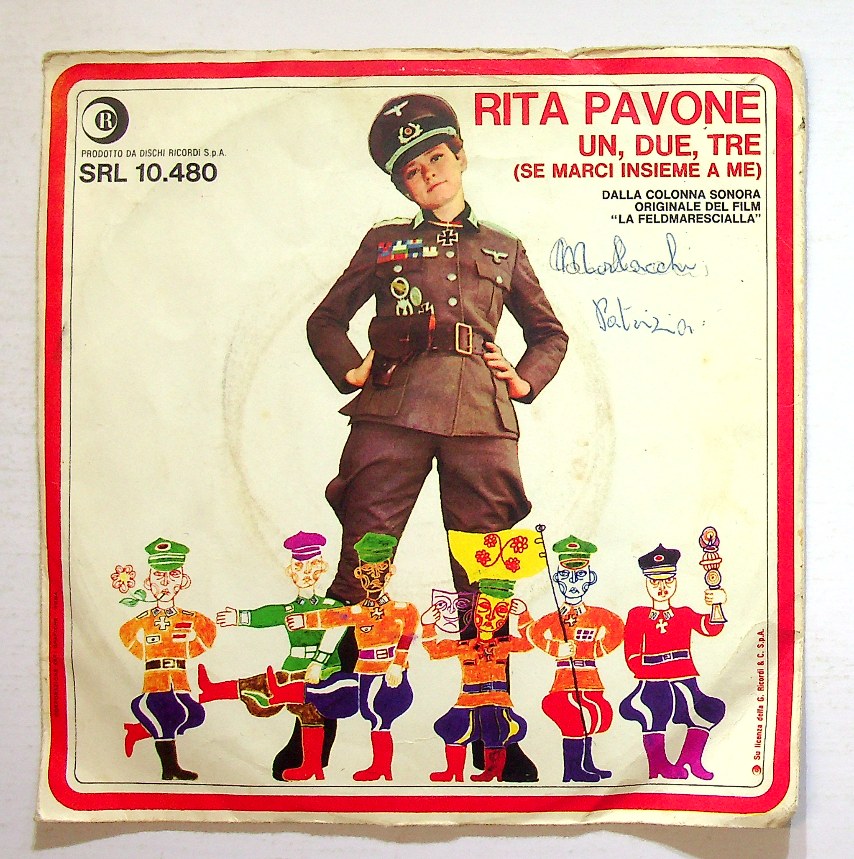 R
PRODOTTO DA DISCHI RICORDI S.p.A.
SRL 10.480
RITA PAVONE
UN, DUE, TRE
(SE MARCI INSIEME A ME)
DALLA COLONNA SONORA
ORIGINALE DEL FILM
"LA FELDMARESCIALLA"
Patrizia
Su licenza della G. Ricordi & C. S.p.A.